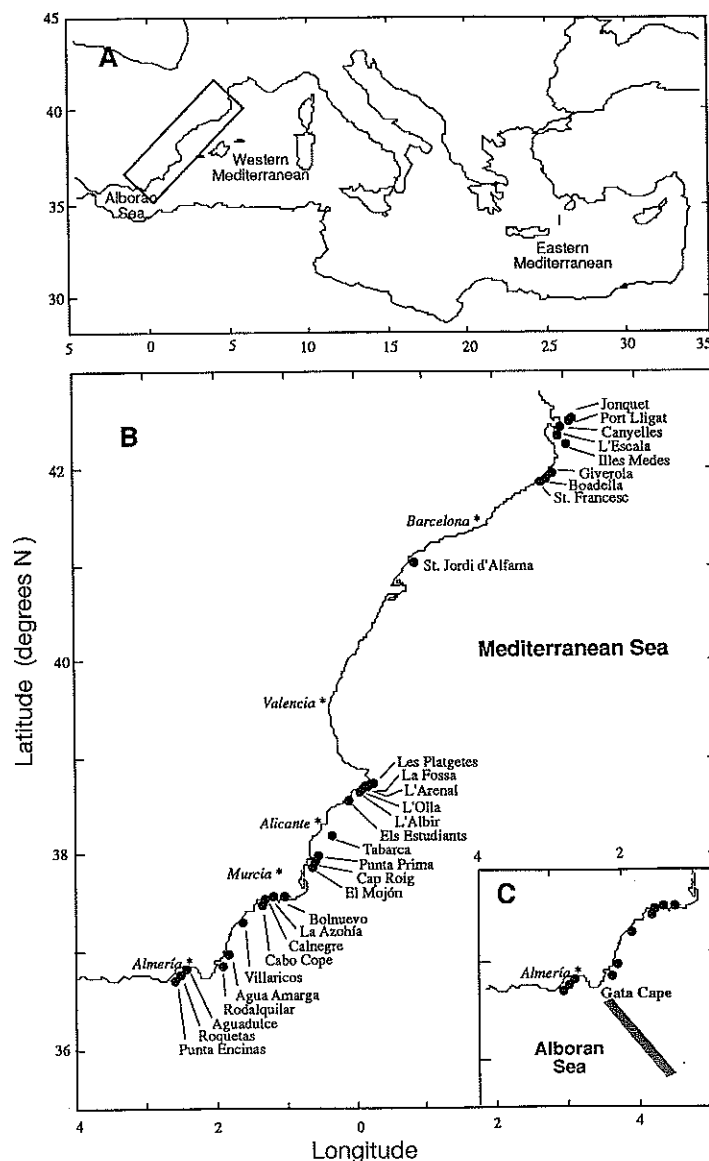 A
45
40
35
30
5
0
5
10
15
20
25
30
35
Western
Mediterranean
Alboran
Sea
Eastern
Mediterranean
B
Jonquet
Port Lligat
Canyelles
L'Escala
Illes Medes
Giverola
Boadella
St. Francesc
42
Barcelona *
St. Jordi d'Alfama
Mediterranean Sea
40
Valencia *
Les Platgetes
La Fossa
L'Arenal
L'Olla
L'Albir
Els Estudiants
Alicante *
Tabarca
38
Punta Prima
Cap Roig
El Mojón
Murcia *
Bolnuevo
La Azohía
Calnegre
Cabo Cope
Villaricos
Almería *
Agua Amarga
Rodalquilar
Aguadulce
Roquetas
Punta Encinas
36
4
2
0
2
4
Latitude (degrees N)
Longitude
4
2
0
C
Almería *
Gata Cape
Alboran
Sea